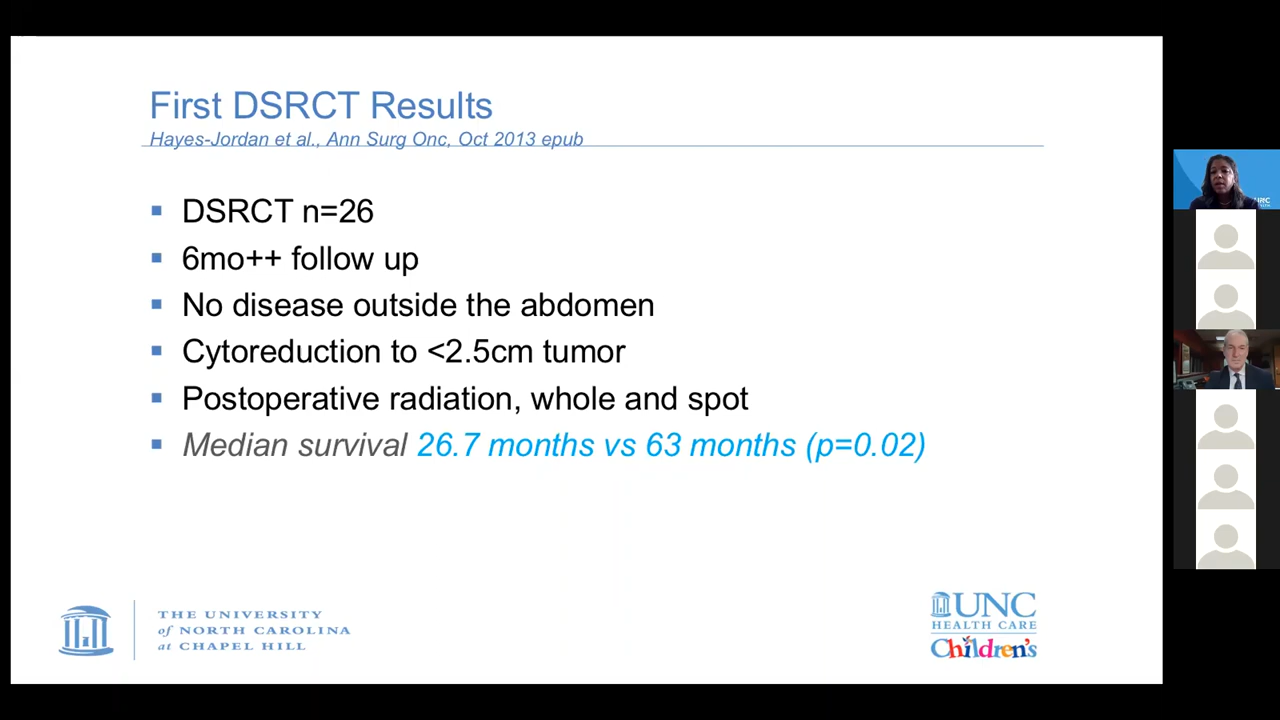 First DSRCT Results
Hayes-Jordan et al., Ann Surg Onc, Oct 2013 epub
DSRCT n=26
6mo++ follow up
No disease outside the abdomen
Cytoreduction to <2.5cm tumor
Postoperative radiation, whole and spot
Median survival 26.7 months vs 63 months (p=0.02)
THE UNIVERSITY
of NORTH CAROLINA
at CHAPEL HILL
UNC
HEALTH CARE
Children's